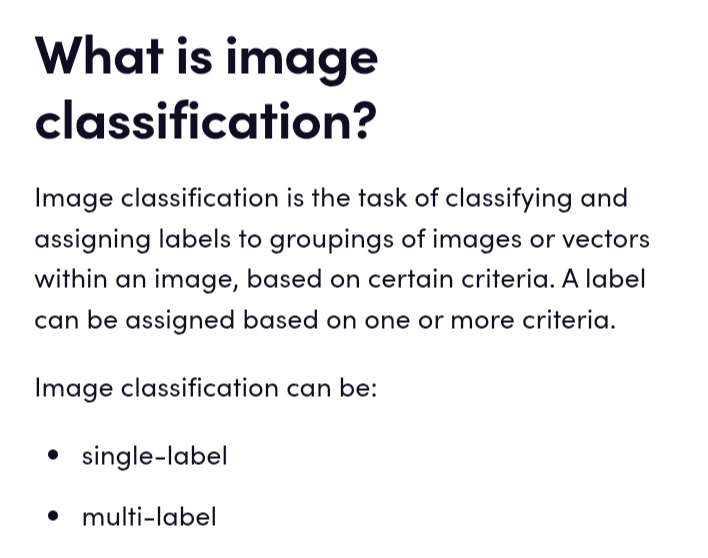 What is image
classification?
Image classification is the task of classifying and
assigning labels to groupings of images or vectors
within an image, based on certain criteria. A label
can be assigned based on one or more criteria.
Image classification can be:
• single-label
• multi-label